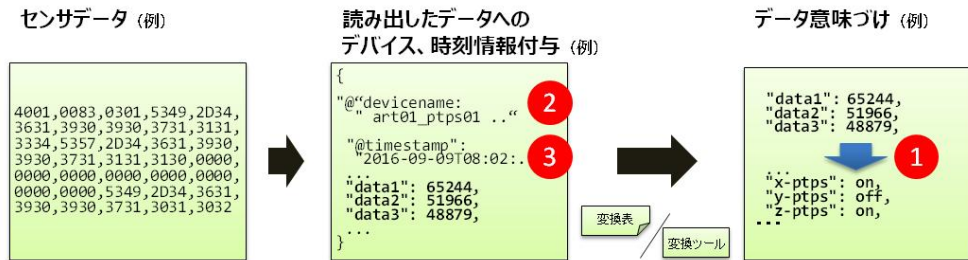 センサデータ (例)
4001,0083,0301,5349,2D34,
3631,3930,3930,3731,3131,
3334,5357,2D34,3631,3930,
3930,3731,3131,3130,0000,
0000,0000,0000,0000,0000,
0000,0000,5349,2D34,3631,
3930,3930,3731,3031,3032
読み出したデータへの
デバイス、時刻情報付与 (例)
{
"@“devicename:
" art01_ptps01 ..“
2
"@timestamp":
"2016-09-09T08:02:..
3
...
"data1": 65244,
"data2": 51966,
"data3": 48879,
...
}
変換表
変換ツール
データ意味づけ (例)
"data1": 65244,
"data2": 51966,
"data3": 48879,
1
...
"x-ptps": on,
"y-ptps": off,
"z-ptps": on,
...